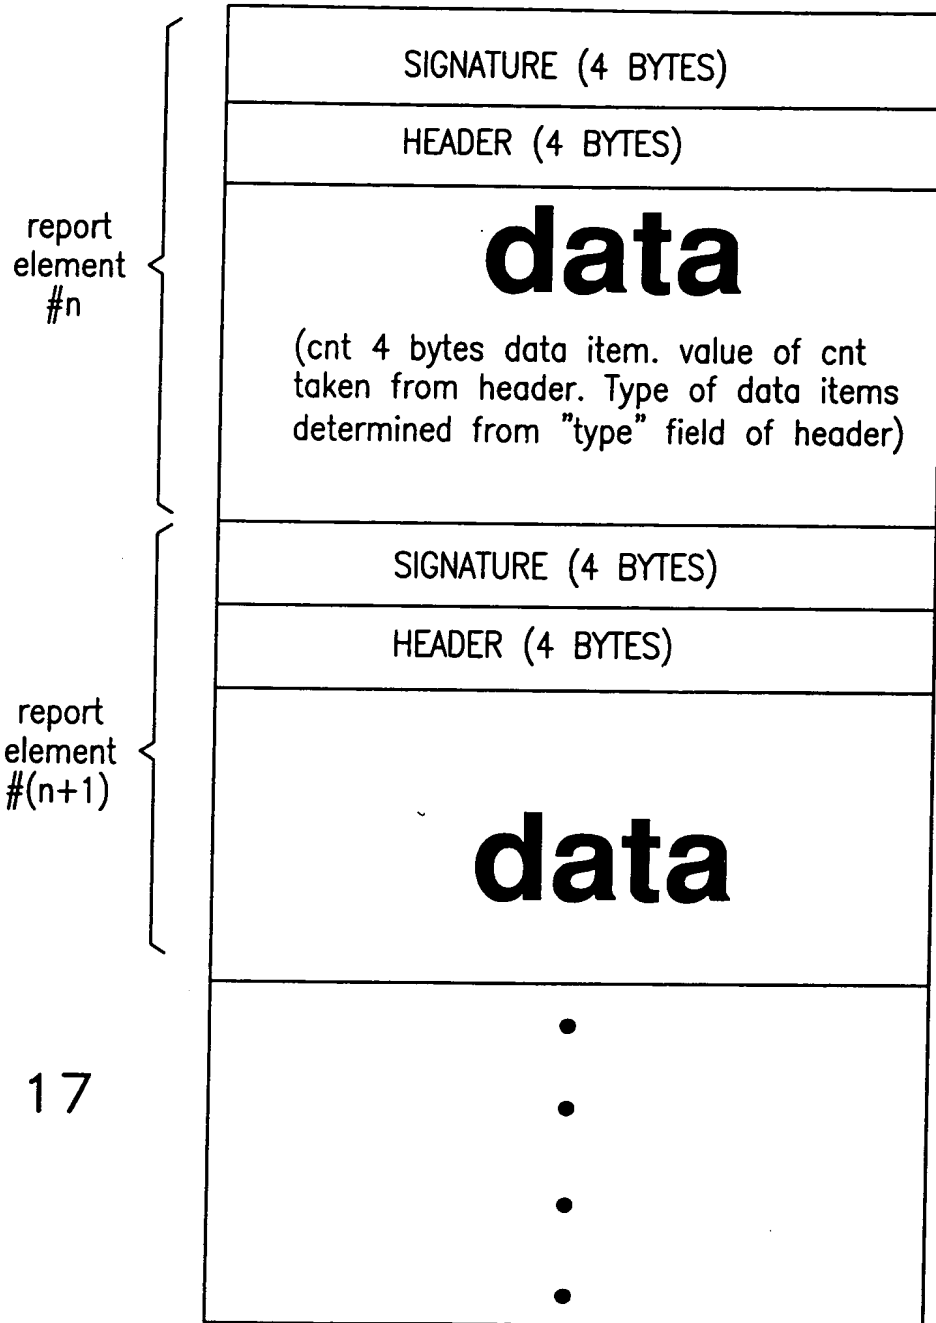 SIGNATURE (4 BYTES)
HEADER (4 BYTES)
report
element
#n
data
(cnt 4 bytes data item. value of cnt
taken from header. Type of data items
determined from "type" field of header)
SIGNATURE (4 BYTES)
HEADER (4 BYTES)
report
element
#(n+1)
data
17